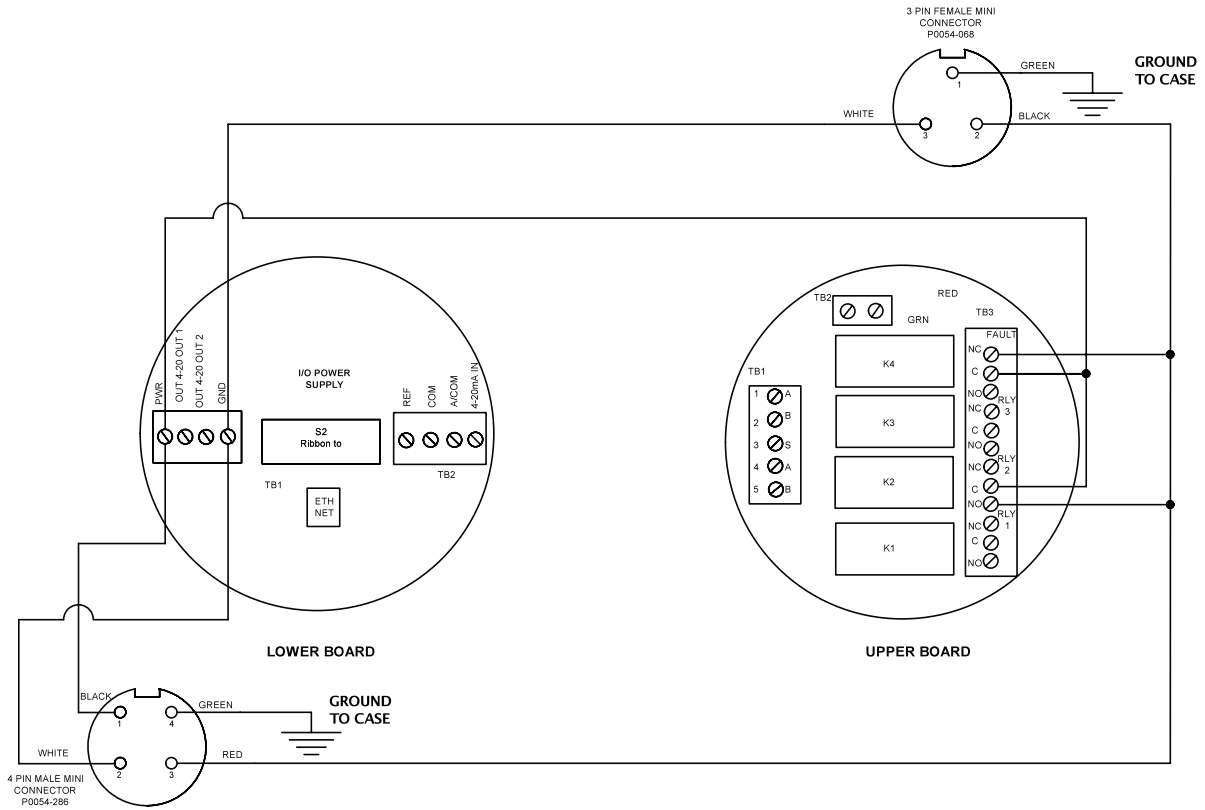 3 PIN FEMALE MINI
CONNECTOR
P0054-068
GREEN
1
GROUND
TO CASE
WHITE
3
2
BLACK
PWR
OUT 4-20 OUT 1
OUT 4-20 OUT 2
GND
I/O POWER
SUPPLY
REF
COM
A/COM
4-20mA IN
S2
Ribbon to
TB1
TB2
ETH
NET
LOWER BOARD
TB2
RED
GRN
TB3
FAULT
K4
K3
K2
K1
TB1
1 A
2 B
3 S
4 A
5 B
NC
C
NO
RLY
3
NC
C
NO
RLY
2
NC
C
NO
RLY
1
NC
C
NO
UPPER BOARD
BLACK
1
4
GREEN
GROUND
TO CASE
WHITE
2
3
RED
4 PIN MALE MINI
CONNECTOR
P0054-286